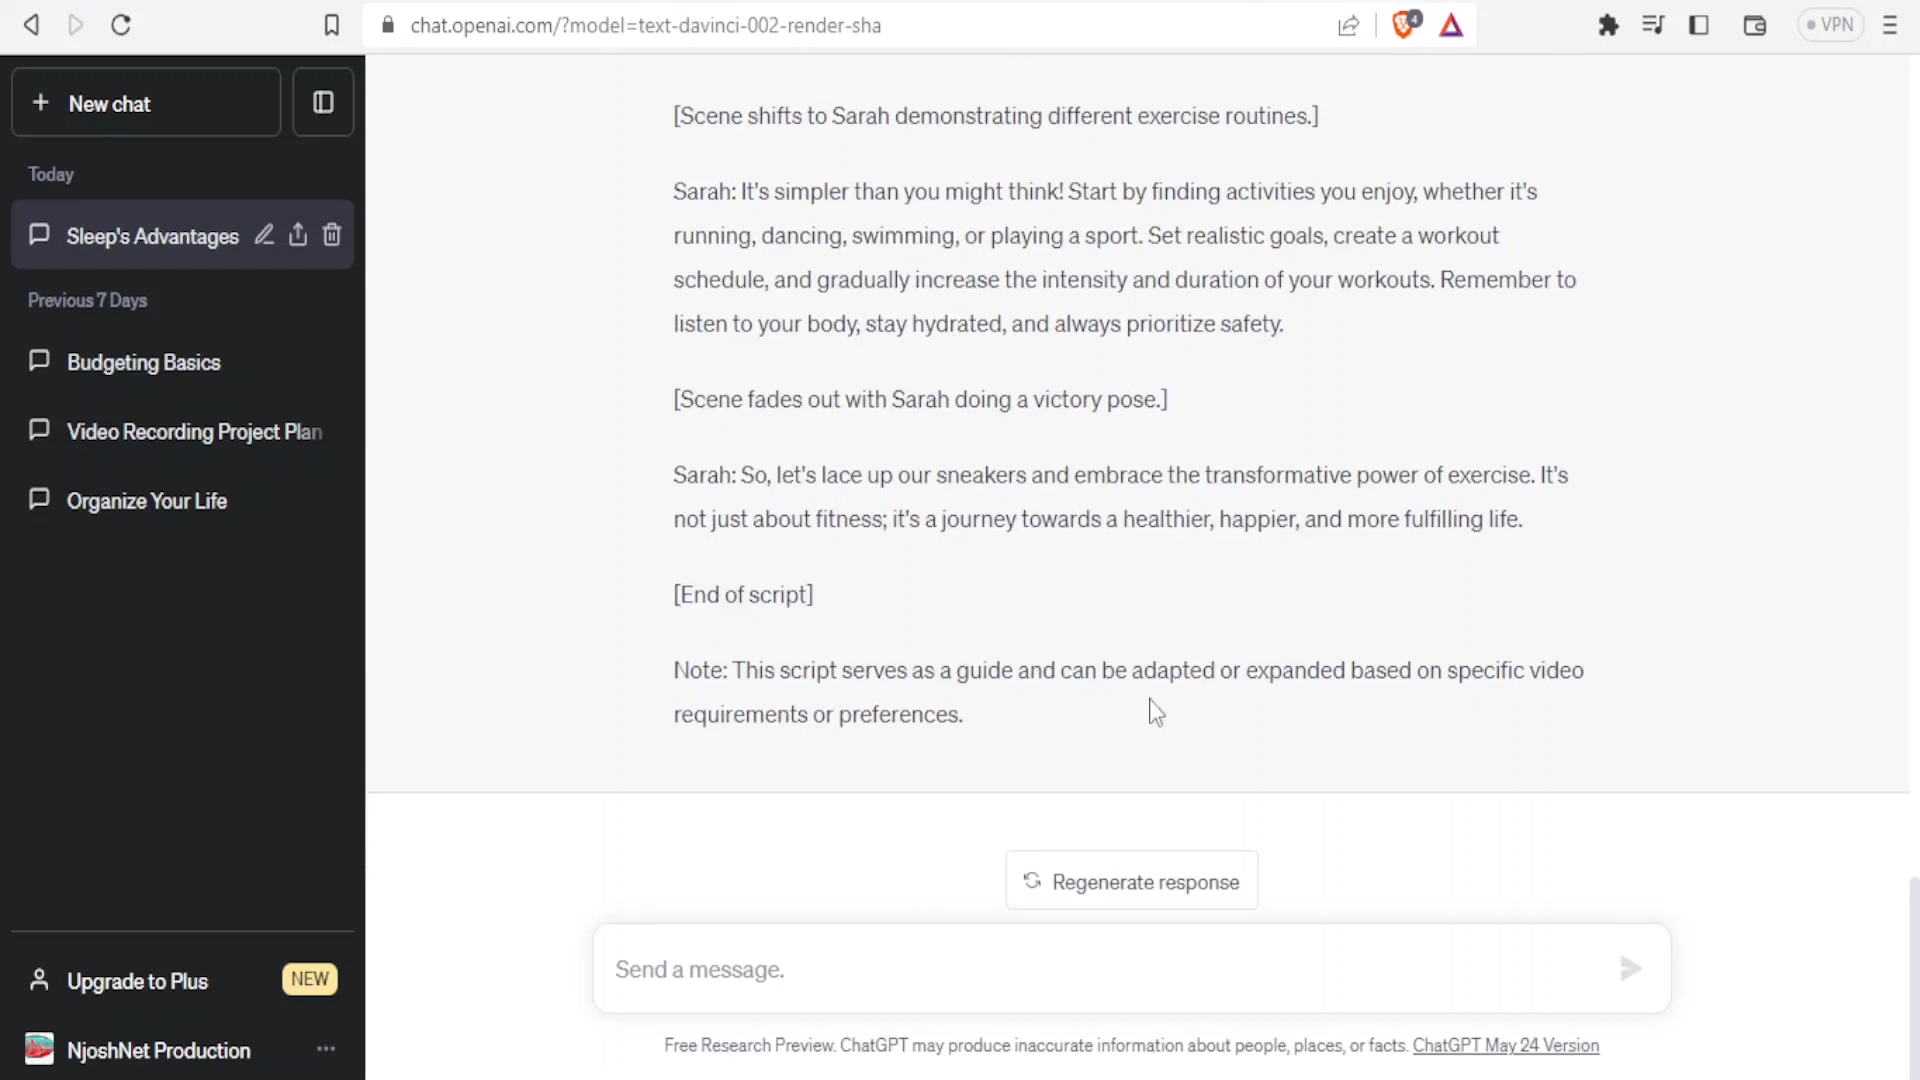 chat.openai.com/?model=text-davinci-002-render-sha
4
VPN
New chat
Today
Sleep's Advantages
Previous 7 Days
Budgeting Basics
Video Recording Project Plan
Organize Your Life
Upgrade to Plus
NEW
NjoshNet Production
[Scene shifts to Sarah demonstrating different exercise routines.]
Sarah: It's simpler than you might think! Start by finding activities you enjoy, whether it's
running, dancing, swimming, or playing a sport. Set realistic goals, create a workout
schedule, and gradually increase the intensity and duration of your workouts. Remember to
listen to your body, stay hydrated, and always prioritize safety.
[Scene fades out with Sarah doing a victory pose.]
Sarah: So, let's lace up our sneakers and embrace the transformative power of exercise. It's
not just about fitness; it's a journey towards a healthier, happier, and more fulfilling life.
[End of script]
Note: This script serves as a guide and can be adapted or expanded based on specific video
requirements or preferences.
Regenerate response
Send a message.
Free Research Preview. ChatGPT may produce inaccurate information about people, places, or facts. ChatGPT May 24 Version